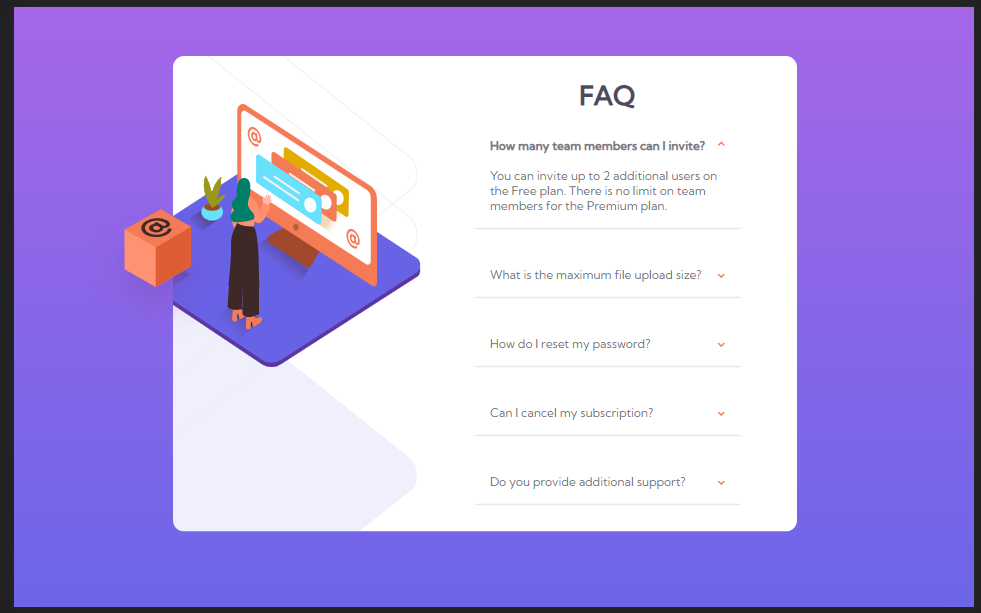 FAQ
How many team members can I invite?
You can invite up to 2 additional users on
the Free plan. There is no limit on team
members for the Premium plan.
What is the maximum file upload size?
How do I reset my password?
Can I cancel my subscription?
Do you provide additional support?
@
@
@